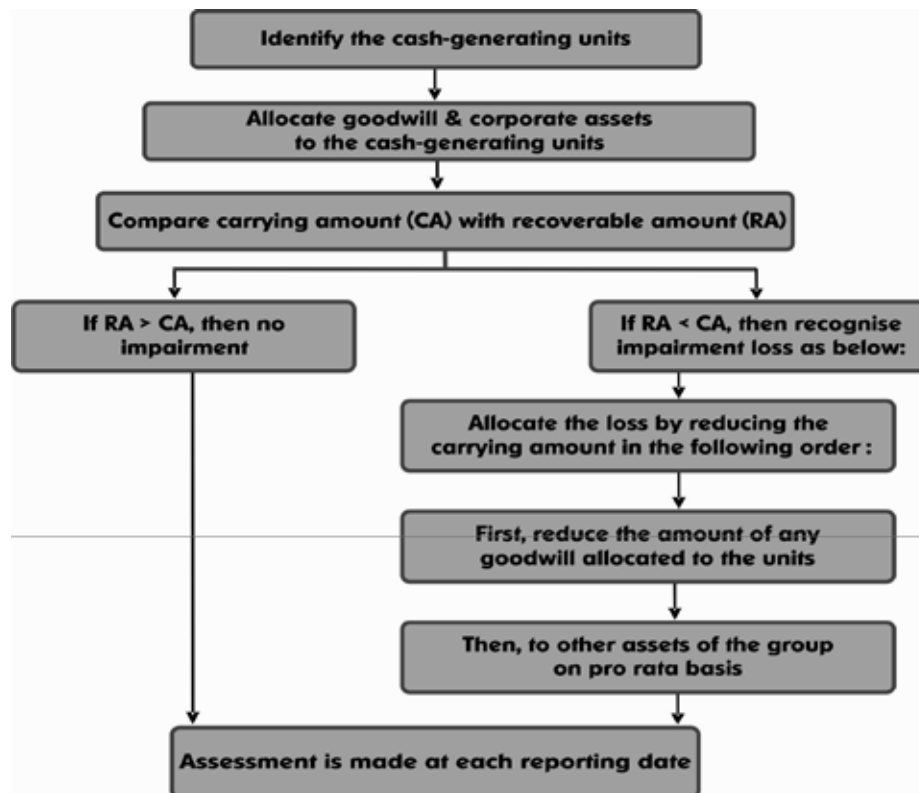 Identify the cash-generating units
Allocate goodwill & corporate assets
to the cash-generating units
Compare carrying amount (CA) with recoverable amount (RA)
If RA > CA, then no
impairment
If RA < CA, then recognise
impairment loss as below:
Allocate the loss by reducing the
carrying amount in the following order :
First, reduce the amount of any
goodwill allocated to the units
Then, to other assets of the group
on pro rata basis
Assessment is made at each reporting date